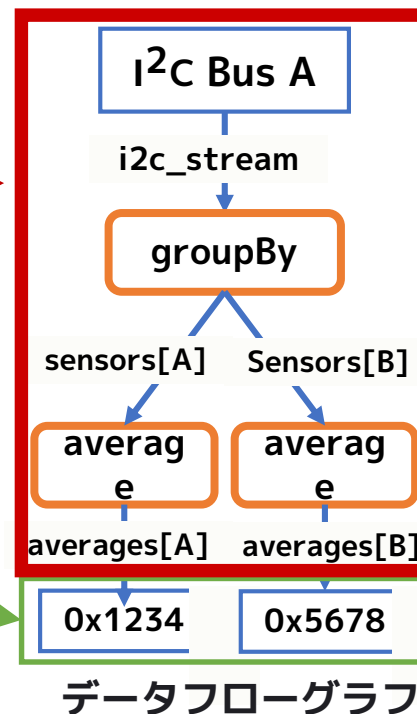 I²C Bus A
i2c_stream
groupBy
sensors[A] Sensors[B]
averag
e
averag
e
averages[A] averages[B]
0x1234 0x5678
データフローグラフ